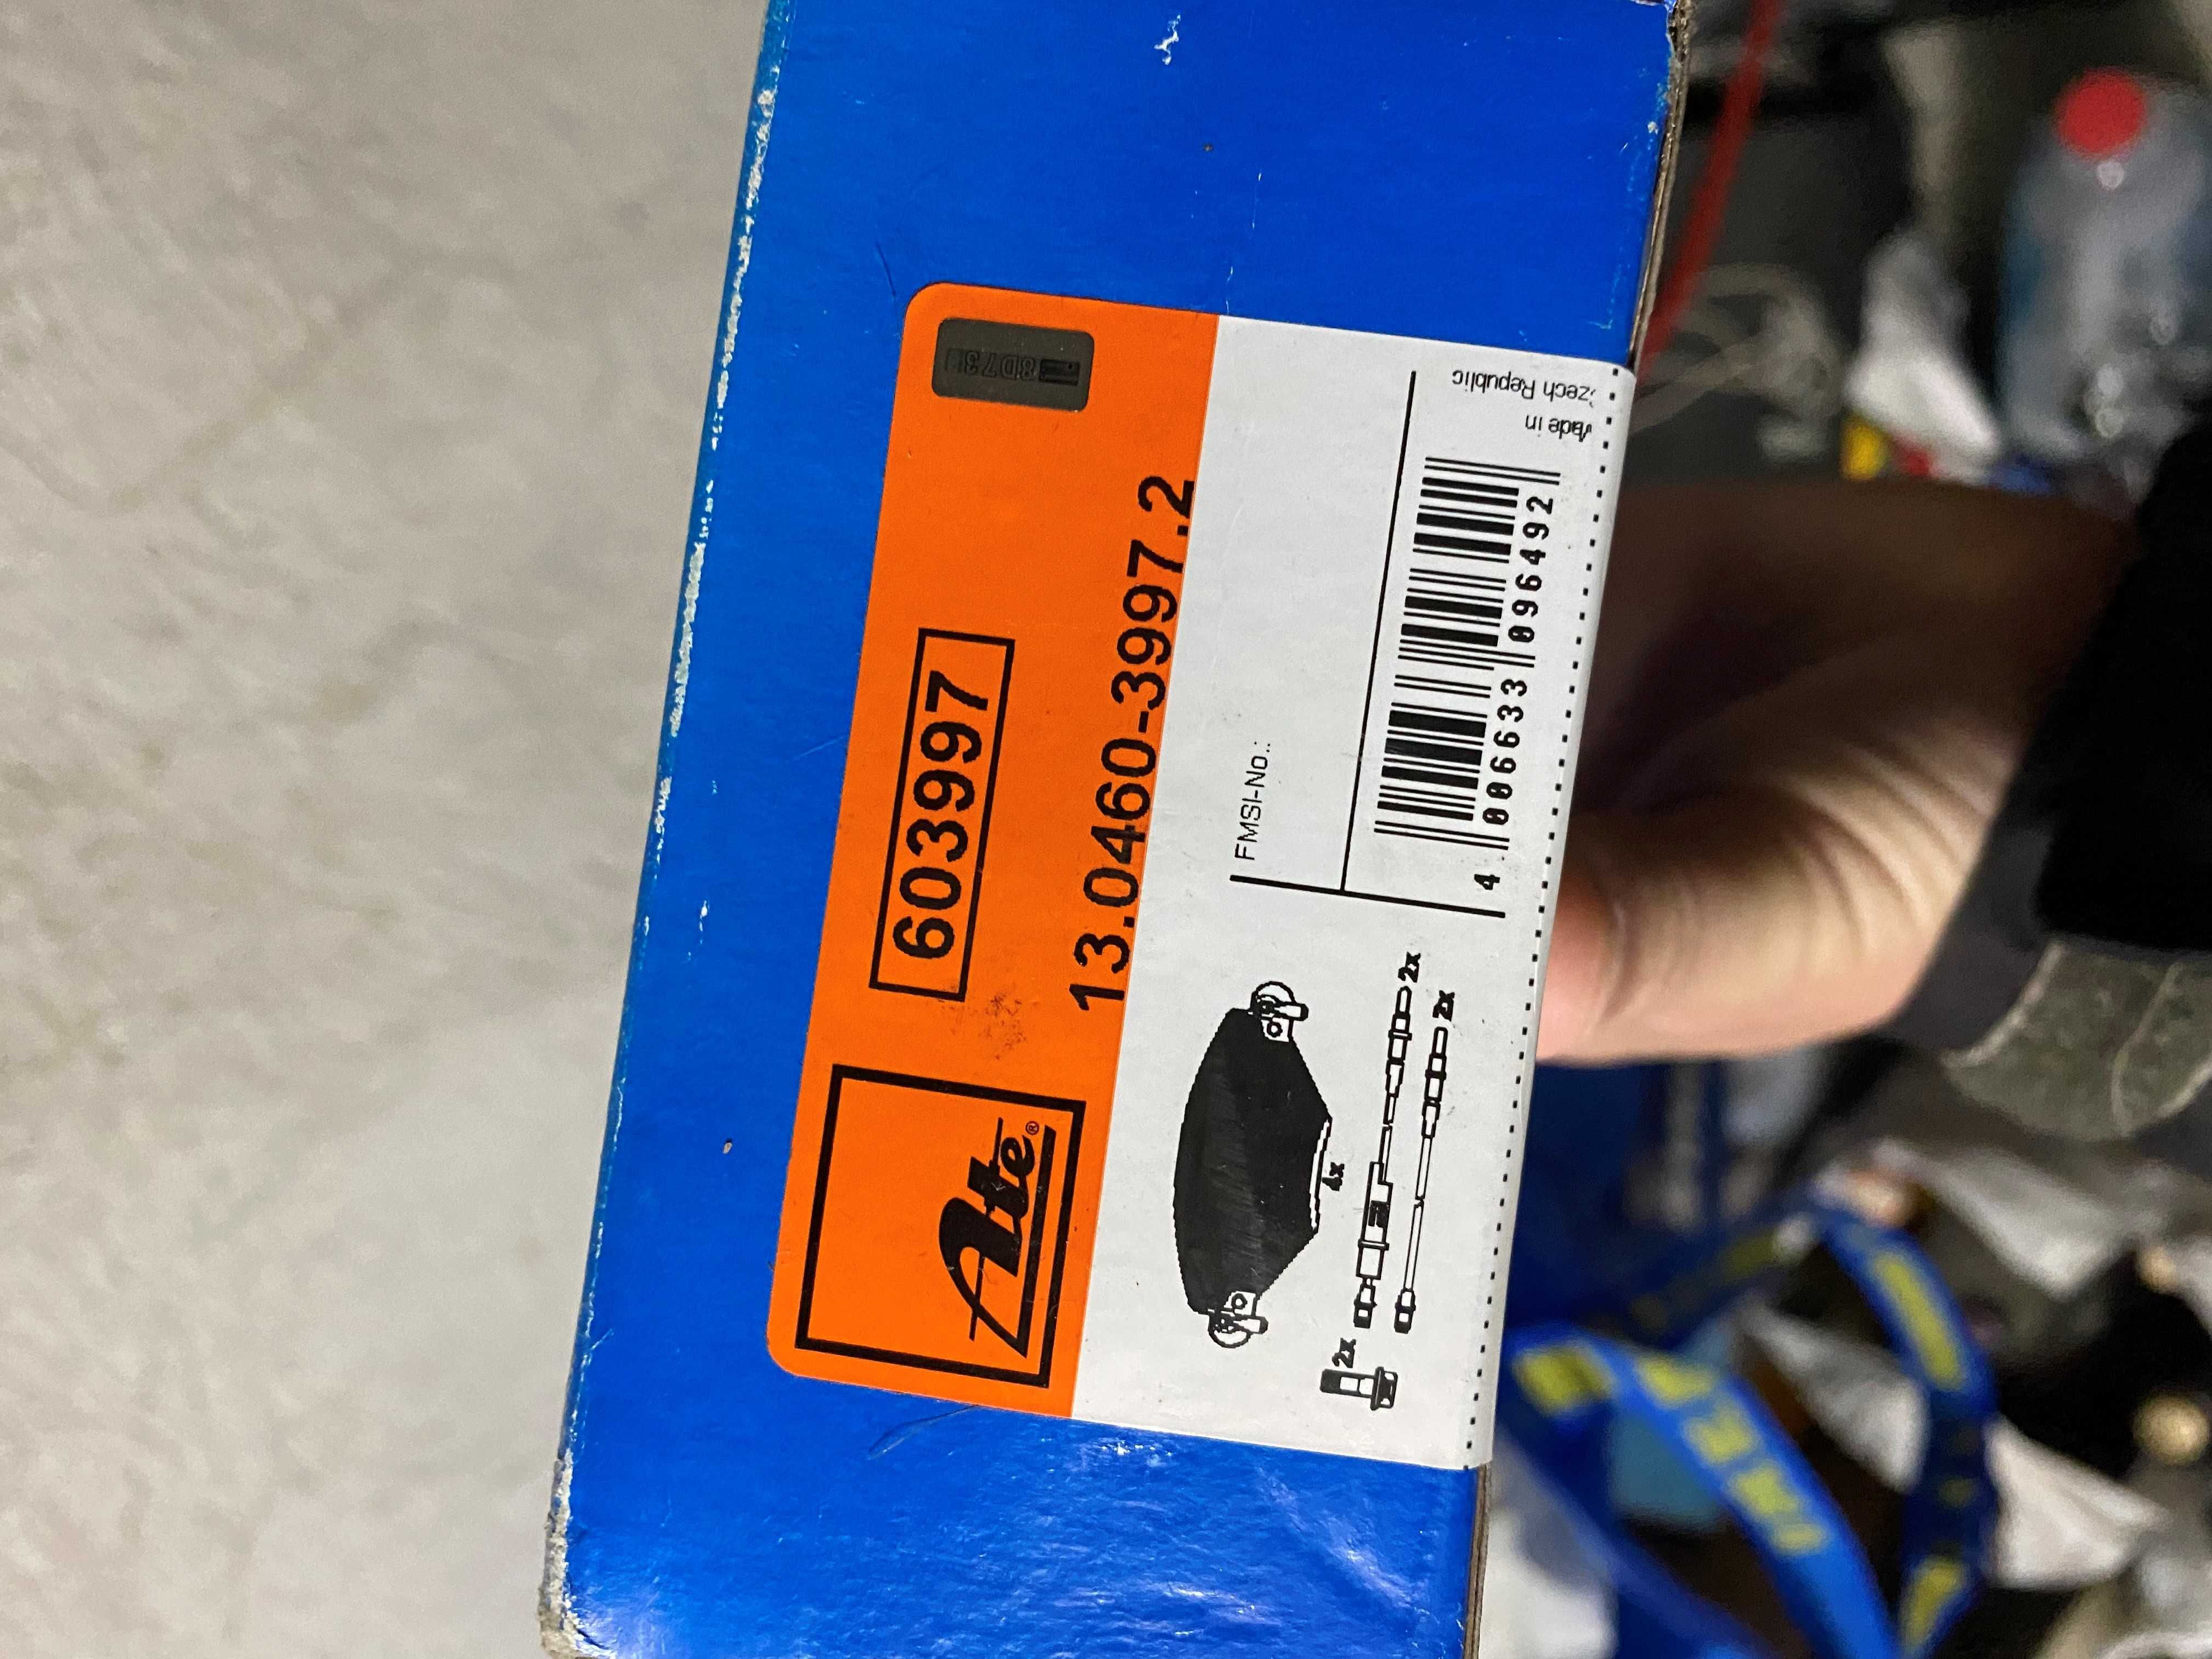 Ate®
603997
8D73
13.0460-3997.2
FMSI-No.:
4x
2x
2x
2x
4 006633 096492
Made in
Czech Republic